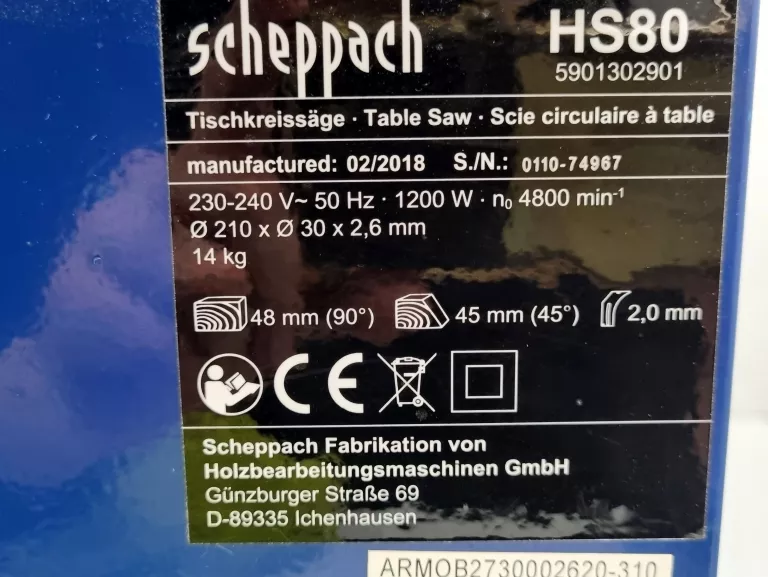 scheppach HS80
5901302901
Tischkreissäge · Table Saw · Scie circulaire à table
manufactured: 02/2018 S./N.: 0110-74967
230-240 V~ 50 Hz · 1200 W · n₀ 4800 min⁻¹
Ø 210 x Ø 30 x 2,6 mm
14 kg
48 mm (90°) 45 mm (45°) 2,0 mm
CE
Scheppach Fabrikation von
Holzbearbeitungsmaschinen GmbH
Günzburger Straße 69
D-89335 Ichenhausen
ARMOB2730002620-310